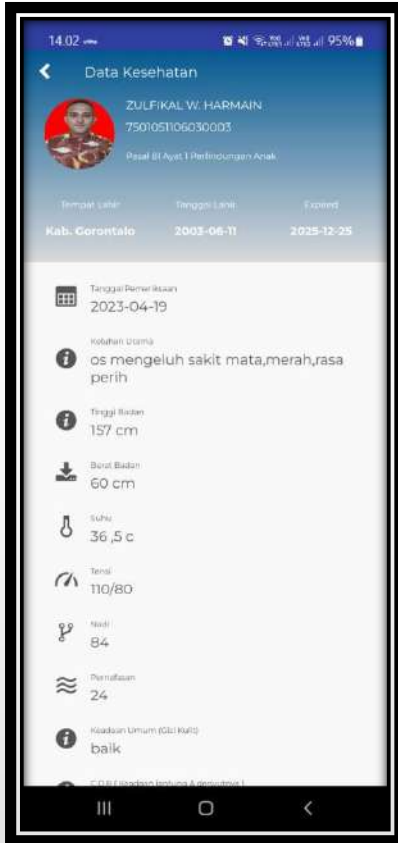 14.02
95%
Data Kesehatan
ZULFIKAL W. HARMAIN
7501051106030003
Pasal 81 Ayat 1 Perlindungan Anak
Tempat Lahir
Tanggal Lahir
Expired
Kab. Gorontalo
2003-06-11
2025-12-25
Tanggal Pemeriksaan
2023-04-19
Keluhan Utama
os mengeluh sakit mata,merah,rasa
perih
Tinggi Badan
157 cm
Berat Badan
60 cm
Suhu
36 ,5 c
Tensi
110/80
Nadi
84
Pernafasan
24
Keadaan Umum (Gizi Kulit)
baik